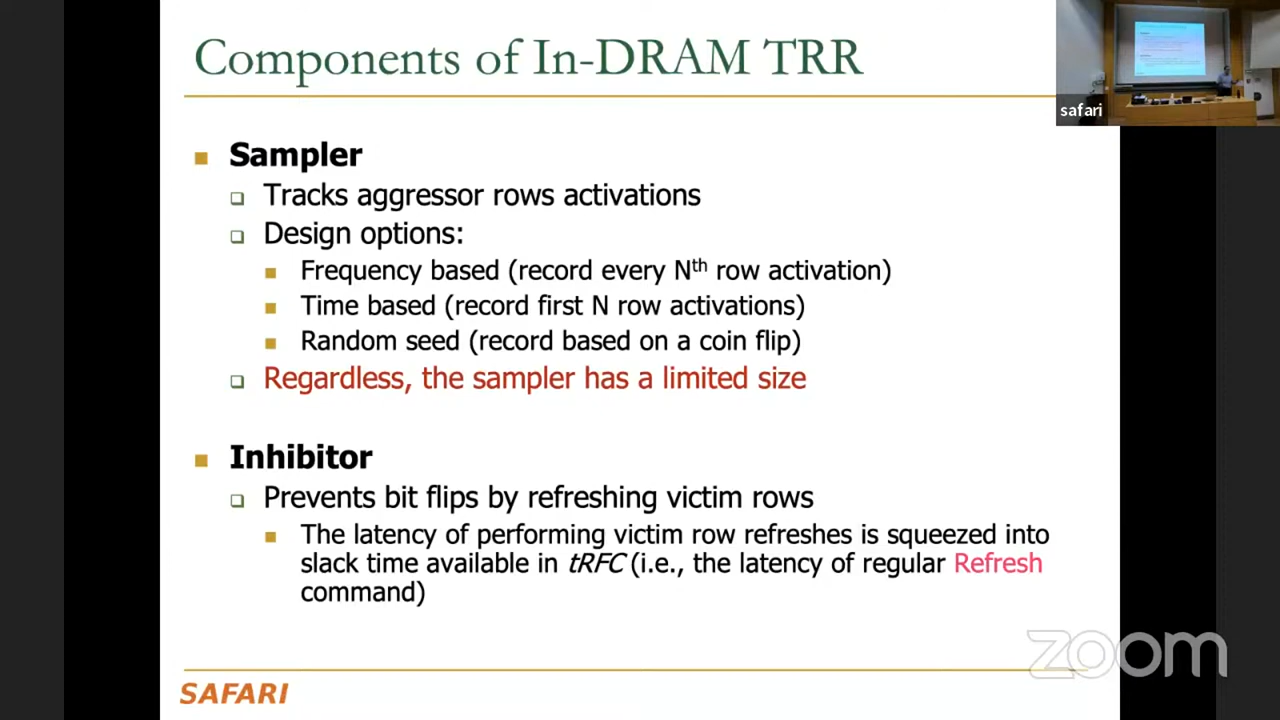 Components of In-DRAM TRR
safari
Sampler
Tracks aggressor rows activations
Design options:
Frequency based (record every Nth row activation)
Time based (record first N row activations)
Random seed (record based on a coin flip)
Regardless, the sampler has a limited size
Inhibitor
Prevents bit flips by refreshing victim rows
The latency of performing victim row refreshes is squeezed into
slack time available in tRFC (i.e., the latency of regular Refresh
command)
zoom
SAFARI